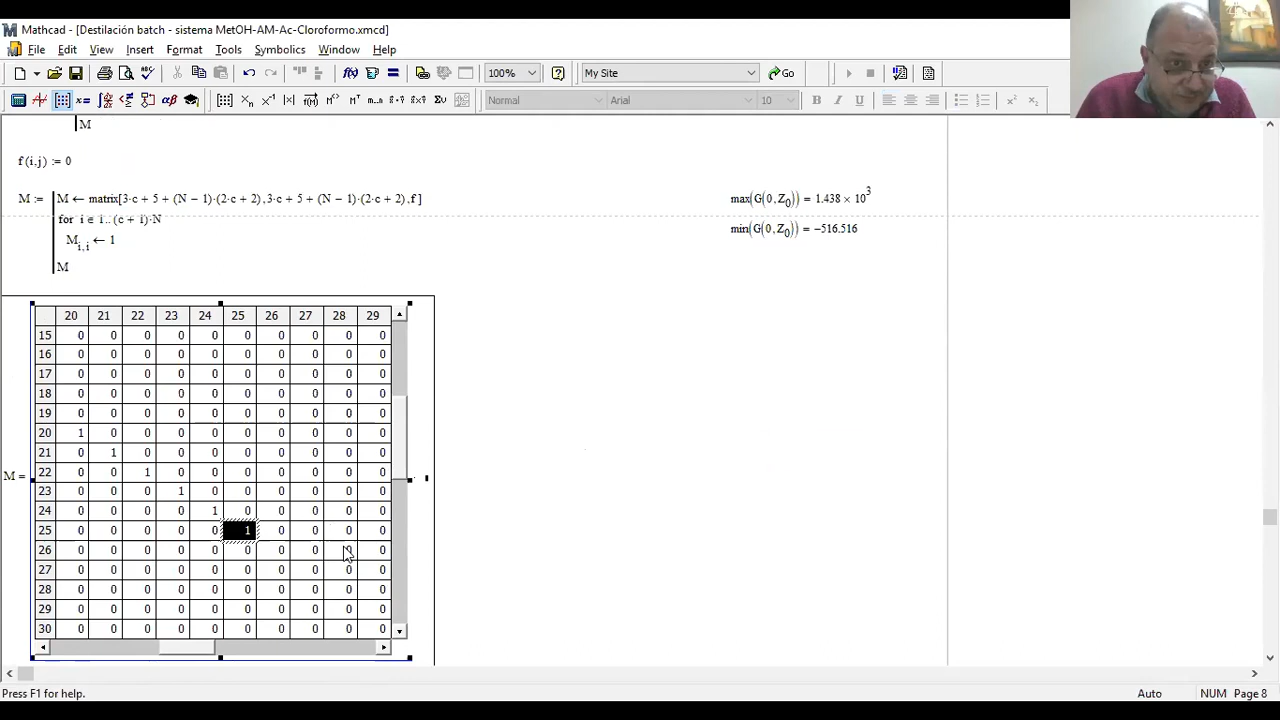 Mathcad - [Destilación batch - sistema MetOH-AM-Ac-Cloroformo.xmcd]
File Edit View Insert Format Tools Symbolics Window Help
100% My Site Go
Normal Arial 10 B I U
M
f(i,j) := 0
M := M ← matrix[3·c + 5 + (N − 1)·(2·c + 2),3·c + 5 + (N − 1)·(2·c + 2),f]
for i ∈ i..(c + i)·N
M i,i ← 1
M
max(G(0,Z0)) = 1.438 × 10^3
min(G(0,Z0)) = −516.516
20 21 22 23 24 25 26 27 28 29
15 0 0 0 0 0 0 0 0 0 0
16 0 0 0 0 0 0 0 0 0 0
17 0 0 0 0 0 0 0 0 0 0
18 0 0 0 0 0 0 0 0 0 0
19 0 0 0 0 0 0 0 0 0 0
20 1 0 0 0 0 0 0 0 0 0
21 0 1 0 0 0 0 0 0 0 0
22 0 0 1 0 0 0 0 0 0 0
M = 23 0 0 0 1 0 0 0 0 0 0
24 0 0 0 0 1 0 0 0 0 0
25 0 0 0 0 0 1 0 0 0 0
26 0 0 0 0 0 0 0 0 0 0
27 0 0 0 0 0 0 0 0 0 0
28 0 0 0 0 0 0 0 0 0 0
29 0 0 0 0 0 0 0 0 0 0
30 0 0 0 0 0 0 0 0 0 0
Press F1 for help. Auto NUM Page 8